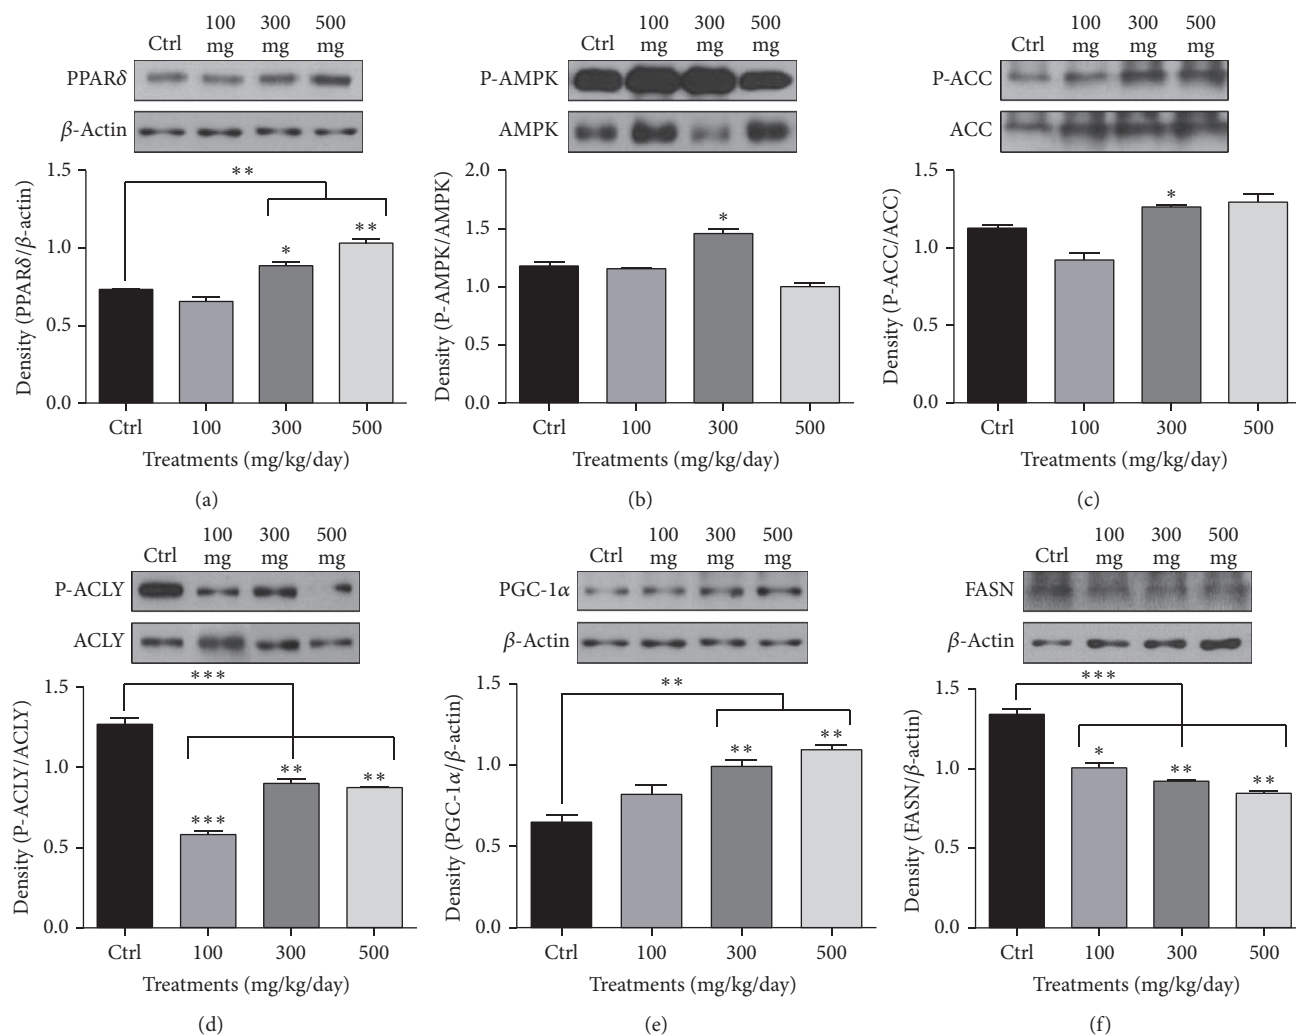 Ctrl
100
mg
300
mg
500
mg
PPARδ
β-Actin
Density (PPARδ/β-actin)
1.5
1.0
0.5
0.0
**
*
**
Ctrl 100 300 500
Treatments (mg/kg/day)
(a)
Ctrl
100
mg
300
mg
500
mg
P-AMPK
AMPK
Density (P-AMPK/AMPK)
2.0
1.5
1.0
0.5
0.0
*
Ctrl 100 300 500
Treatments (mg/kg/day)
(b)
Ctrl
100
mg
300
mg
500
mg
P-ACC
ACC
Density (P-ACC/ACC)
1.5
1.0
0.5
0.0
*
Ctrl 100 300 500
Treatments (mg/kg/day)
(c)
Ctrl
100
mg
300
mg
500
mg
P-ACLY
ACLY
Density (P-ACLY/ACLY)
1.5
1.0
0.5
0.0
***
***
**
**
Ctrl 100 300 500
Treatments (mg/kg/day)
(d)
Ctrl
100
mg
300
mg
500
mg
PGC-1α
β-Actin
Density (PGC-1α/β-actin)
1.5
1.0
0.5
0.0
**
**
**
Ctrl 100 300 500
Treatments (mg/kg/day)
(e)
Ctrl
100
mg
300
mg
500
mg
FASN
β-Actin
Density (FASN/β-actin)
1.5
1.0
0.5
0.0
***
*
**
**
Ctrl 100 300 500
Treatments (mg/kg/day)
(f)